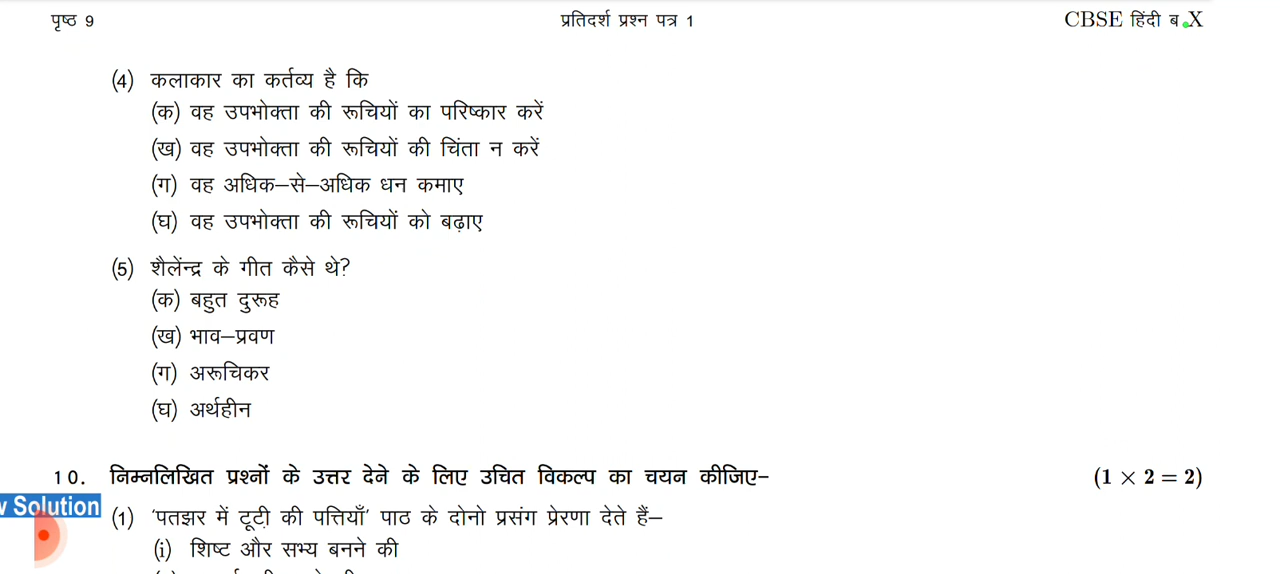 पृष्ठ 9 प्रतिदर्श प्रश्न पत्र 1 CBSE हिंदी ब X
(4) कलाकार का कर्तव्य है कि
(क) वह उपभोक्ता की रूचियों का परिष्कार करें
(ख) वह उपभोक्ता की रूचियों की चिंता न करें
(ग) वह अधिक–से–अधिक धन कमाए
(घ) वह उपभोक्ता की रूचियों को बढ़ाए
(5) शैलेंन्द्र के गीत कैसे थे?
(क) बहुत दुरूह
(ख) भाव–प्रवण
(ग) अरूचिकर
(घ) अर्थहीन
10. निम्नलिखित प्रश्नों के उत्तर देने के लिए उचित विकल्प का चयन कीजिए– (1 × 2 = 2)
Solution
(1) 'पतझर में टूटी की पत्तियाँ' पाठ के दोनो प्रसंग प्रेरणा देते हैं–
(i) शिष्ट और सभ्य बनने की